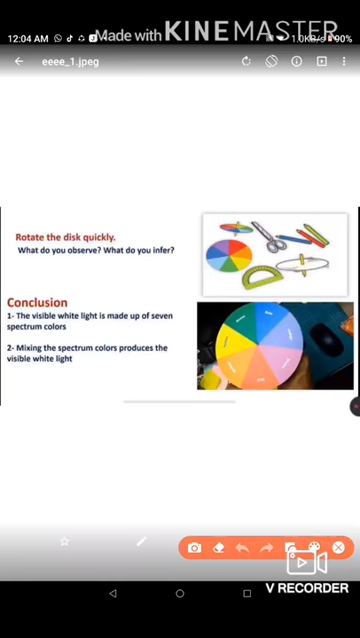 Made with KINEMASTER
12:04 AM 1.0KB/s 90%
eeee_1.jpeg
Rotate the disk quickly.
What do you observe? What do you infer?
Conclusion
1- The visible white light is made up of seven
spectrum colors
2- Mixing the spectrum colors produces the
visible white light
V RECORDER